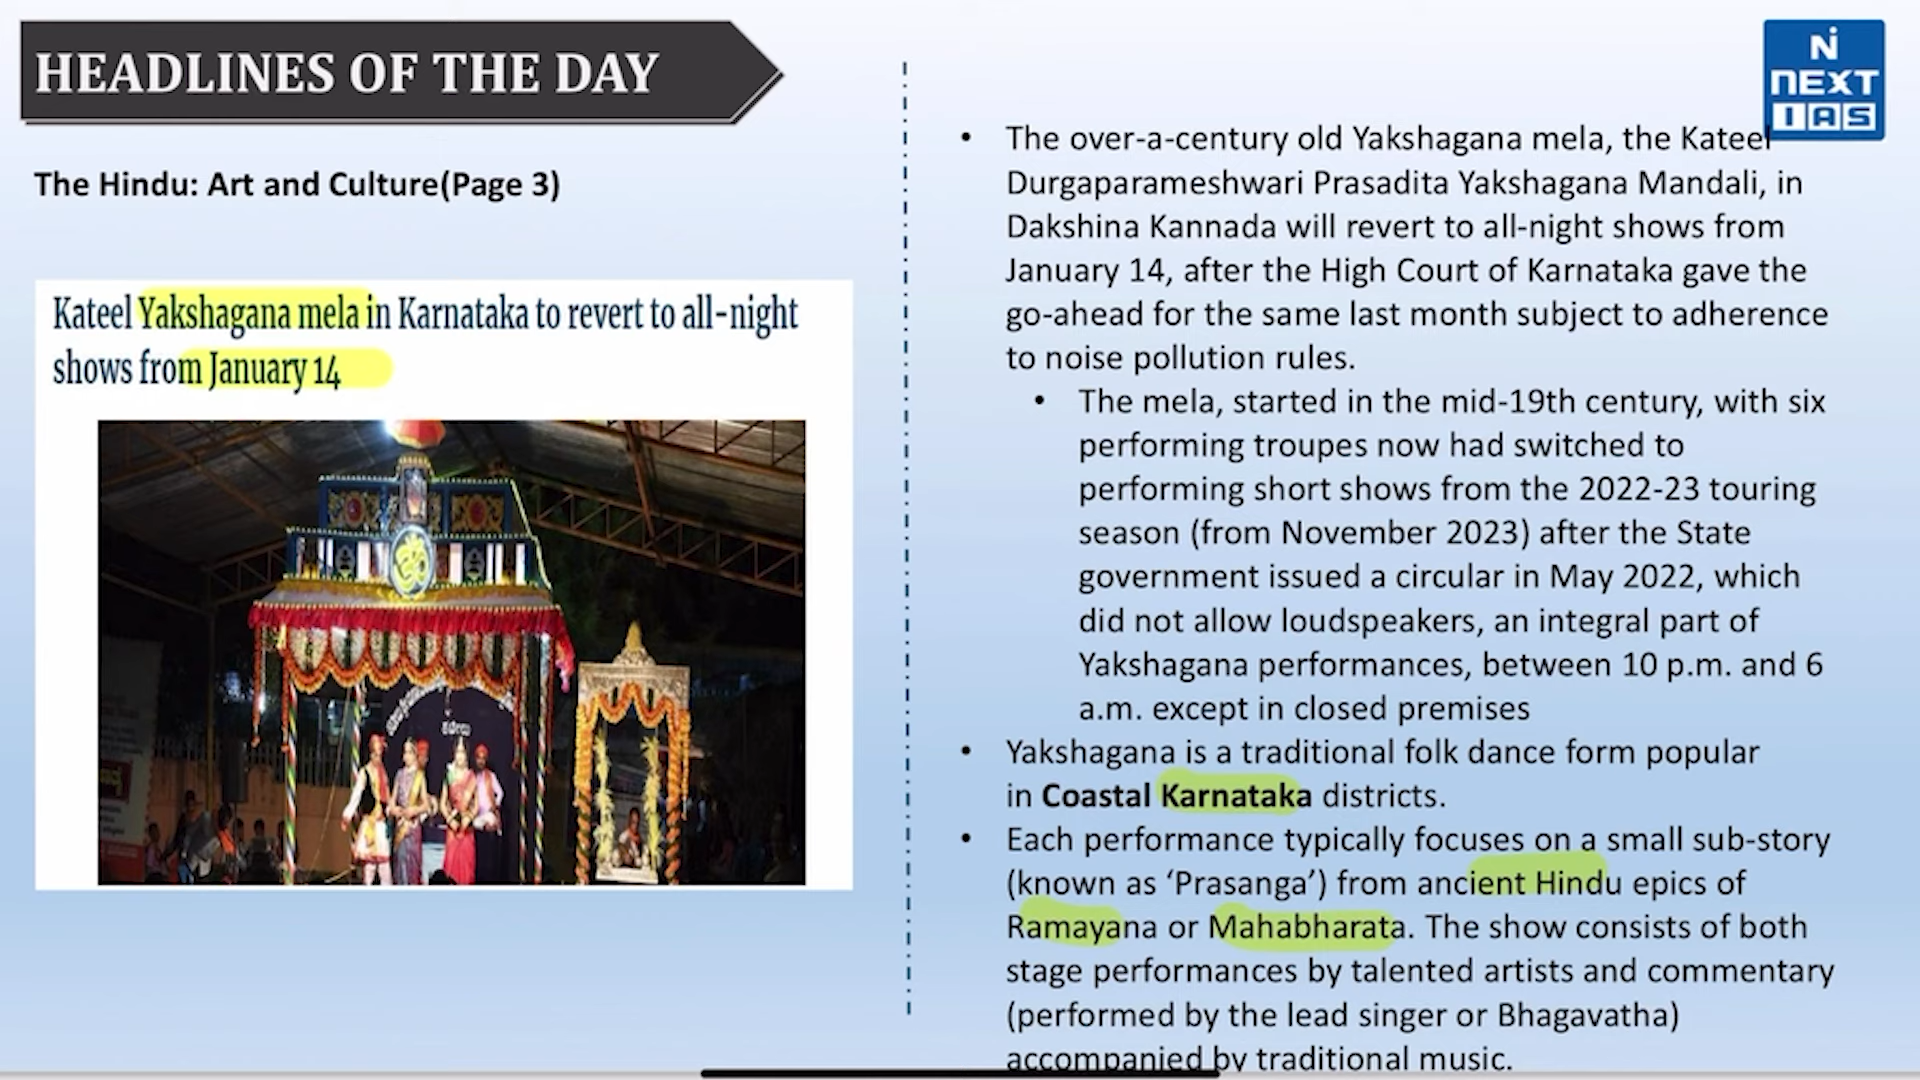 HEADLINES OF THE DAY
The Hindu: Art and Culture(Page 3)
Kateel Yakshagana mela in Karnataka to revert to all-night
shows from January 14
N
NEXT
IAS
• The over-a-century old Yakshagana mela, the Kateel
Durgaparameshwari Prasadita Yakshagana Mandali, in
Dakshina Kannada will revert to all-night shows from
January 14, after the High Court of Karnataka gave the
go-ahead for the same last month subject to adherence
to noise pollution rules.
• The mela, started in the mid-19th century, with six
performing troupes now had switched to
performing short shows from the 2022-23 touring
season (from November 2023) after the State
government issued a circular in May 2022, which
did not allow loudspeakers, an integral part of
Yakshagana performances, between 10 p.m. and 6
a.m. except in closed premises
• Yakshagana is a traditional folk dance form popular
in Coastal Karnataka districts.
• Each performance typically focuses on a small sub-story
(known as ‘Prasanga’) from ancient Hindu epics of
Ramayana or Mahabharata. The show consists of both
stage performances by talented artists and commentary
(performed by the lead singer or Bhagavatha)
accompanied by traditional music.